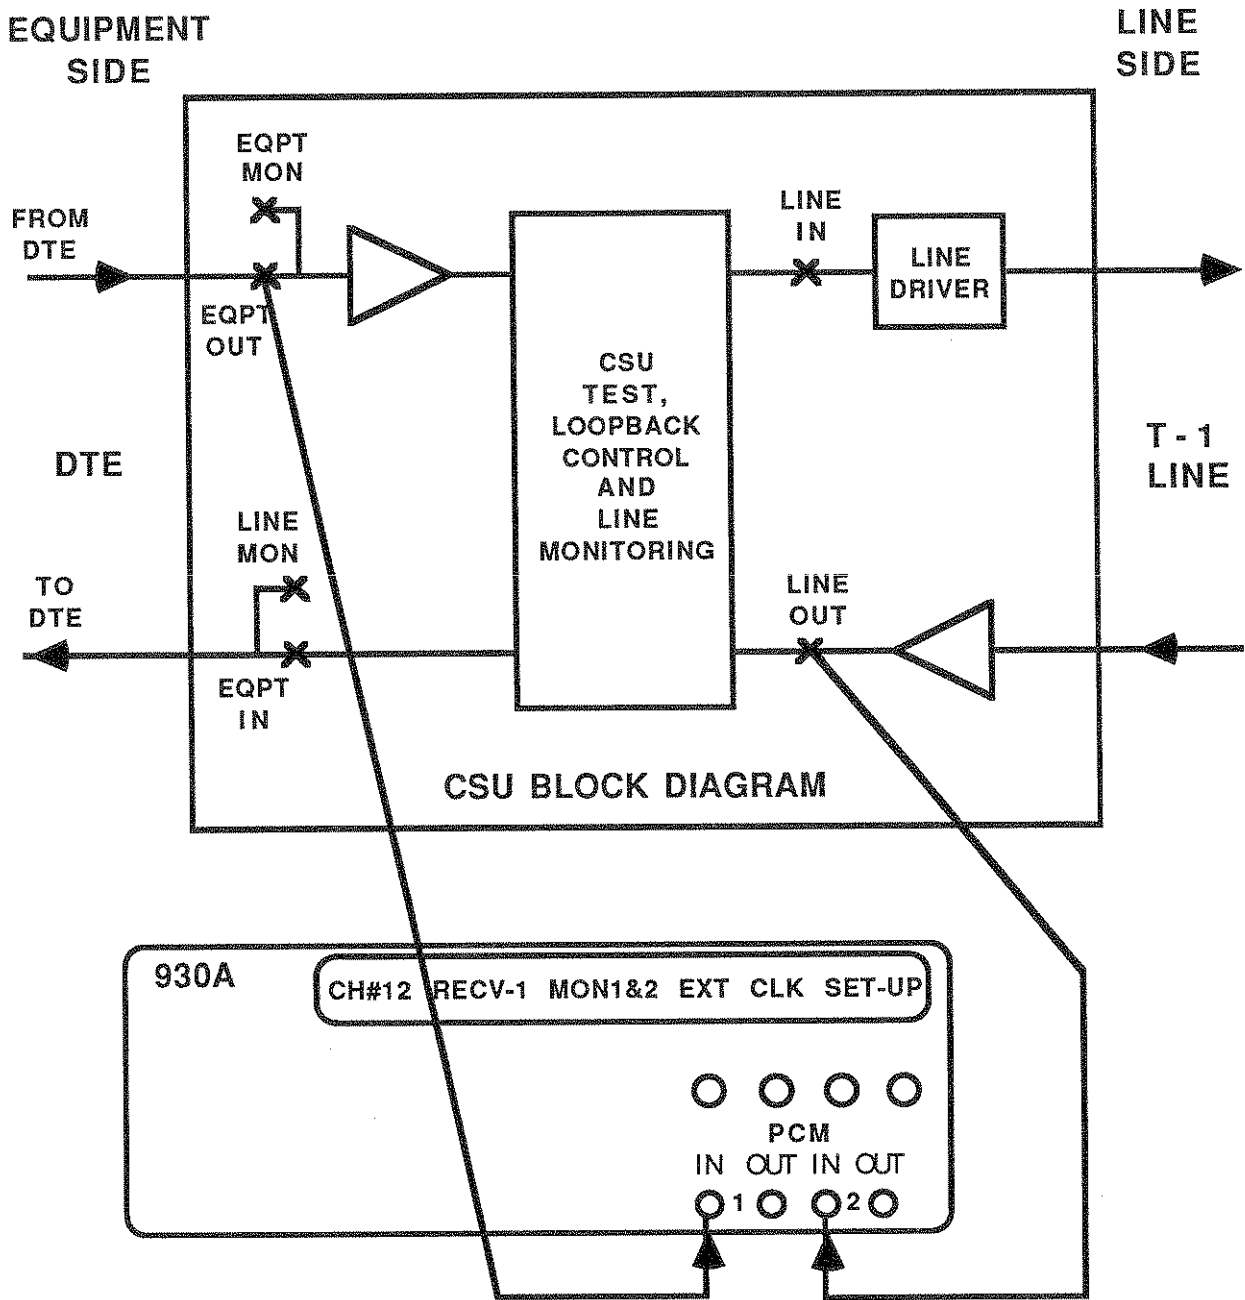 EQUIPMENT
SIDE
LINE
SIDE
EQPT
MON
FROM
DTE
EQPT
OUT
LINE
IN
LINE
DRIVER
CSU
TEST,
LOOPBACK
CONTROL
AND
LINE
MONITORING
DTE
T-1
LINE
LINE
MON
TO
DTE
EQPT
IN
LINE
OUT
CSU BLOCK DIAGRAM
930A
CH#12 RECV-1 MON1&2 EXT CLK SET-UP
PCM
IN OUT IN OUT
1 2